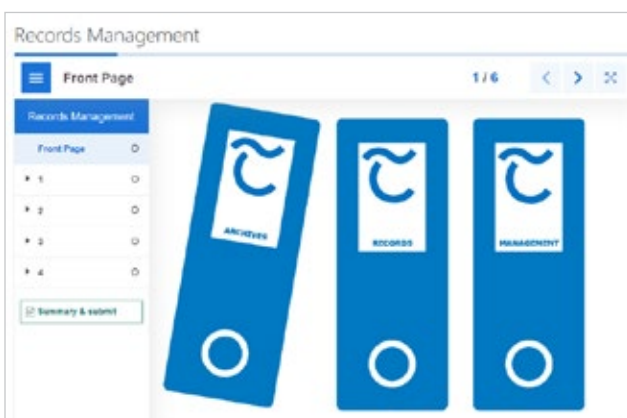 Records Management
Front Page
1 / 6
Records Management
Front Page
1
2
3
4
Summary & submit
ARCHIVES
RECORDS
MANAGEMENT